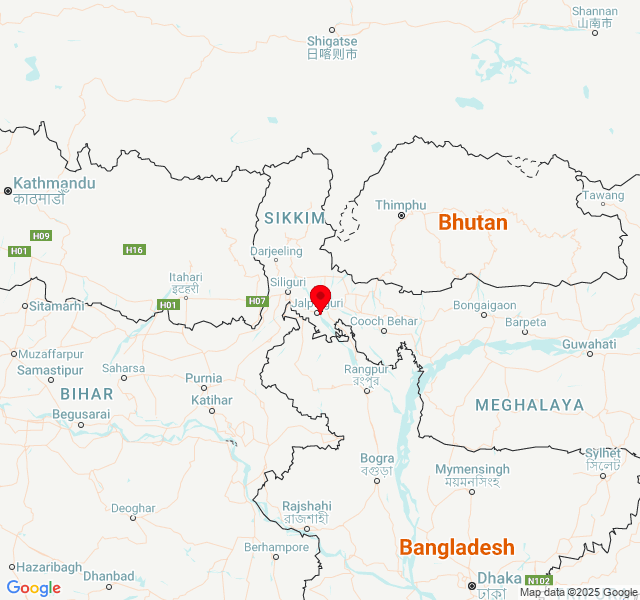 Shannan
山南市
Shigatse
日喀则市
Kathmandu
काठमाडौं
Tawang
Thimphu
SIKKIM
Bhutan
H09
H01
H16
Darjeeling
Itahari
इटहरी
Siliguri
H07
H01
Sitamarhi
Bongaigaon
Cooch Behar
Barpeta
Guwahati
Muzaffarpur
Samastipur
Saharsa
Purnia
Rangpur
রংপুর
BIHAR
Katihar
MEGHALAYA
Begusarai
Bogra
বগুড়া
Mymensingh
ময়মনসিংহ
Sylhet
সিলেট
Deoghar
Rajshahi
রাজশাহী
Berhampore
Bangladesh
Hazaribagh
Dhanbad
N102
Dhaka
ঢাকা
Google
Map data ©2025 Google